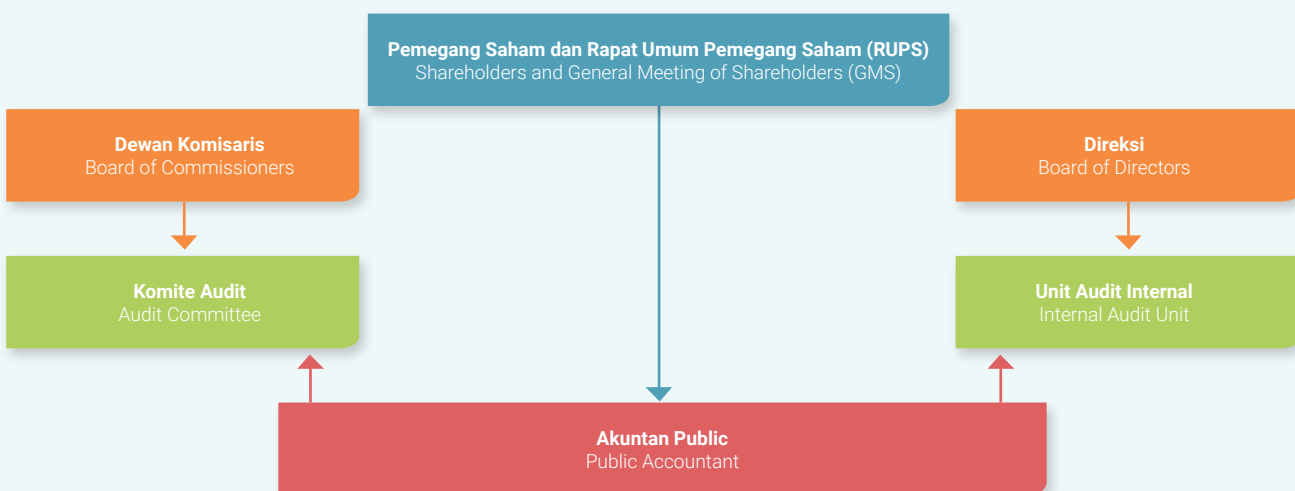 Pemegang Saham dan Rapat Umum Pemegang Saham (RUPS)
Shareholders and General Meeting of Shareholders (GMS)
Dewan Komisaris
Board of Commissioners
Direksi
Board of Directors
Komite Audit
Audit Committee
Unit Audit Internal
Internal Audit Unit
Akuntan Public
Public Accountant